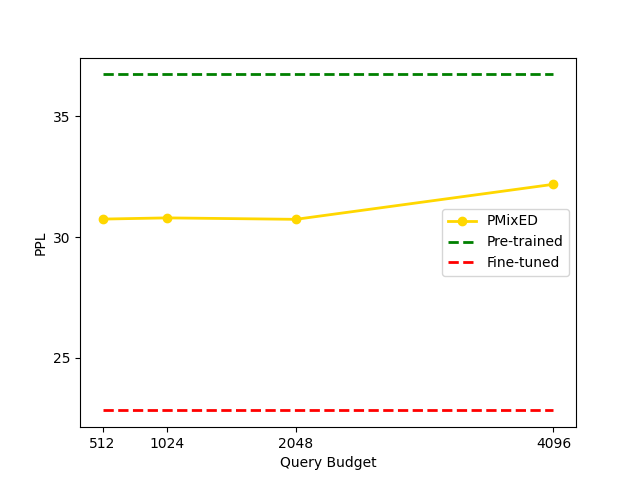 35
30
25
PPL
PMixED
Pre-trained
Fine-tuned
512 1024 2048 4096
Query Budget